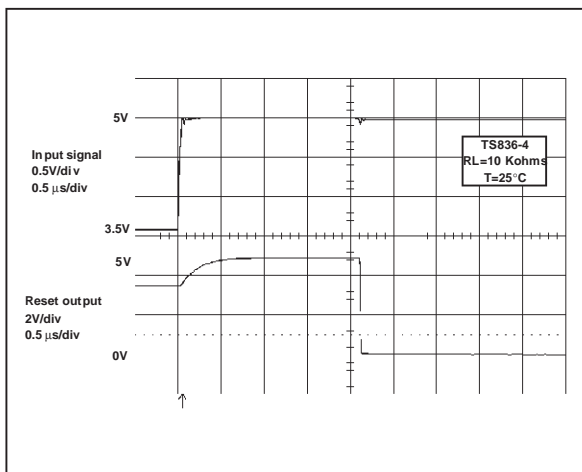 5V
Input signal
0.5V/div
0.5 µs/div
TS836-4
RL=10 Kohms
T=25°C
3.5V
5V
Reset output
2V/div
0.5 µs/div
0V